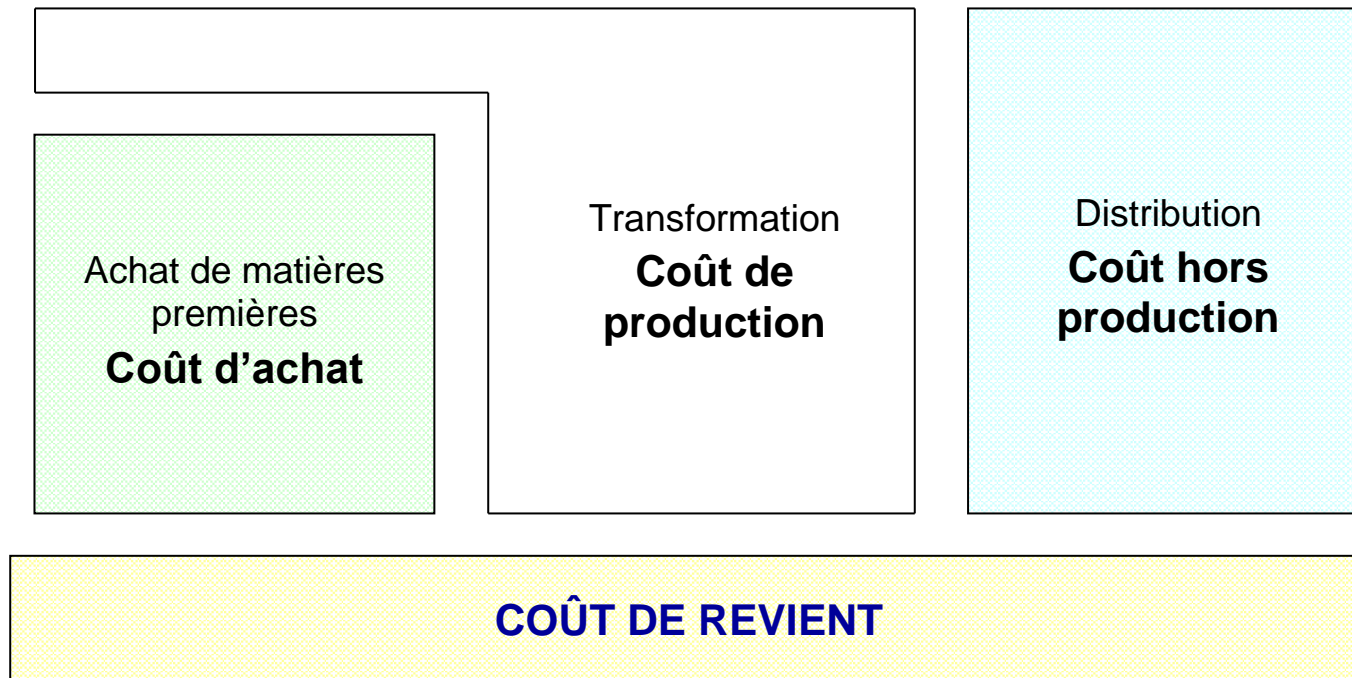 Achat de matières
premières
Coût d’achat
Transformation
Coût de
production
Distribution
Coût hors
production
COÛT DE REVIENT